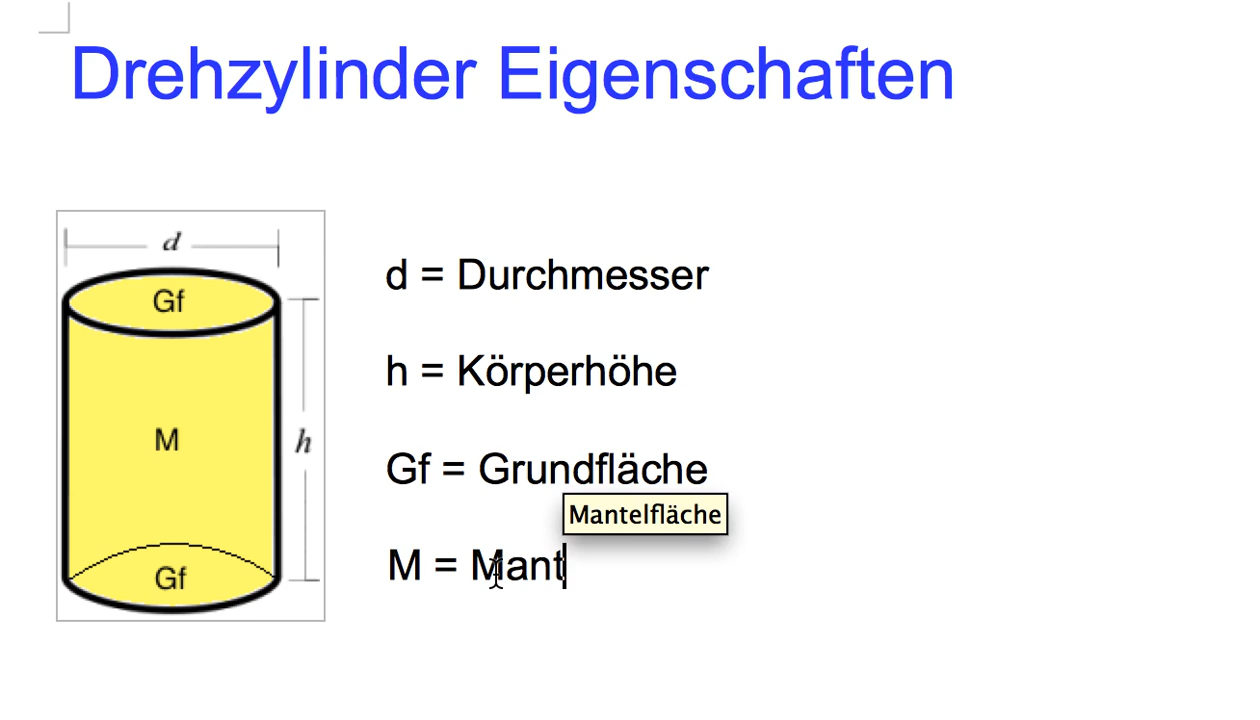 Drehzylinder Eigenschaften
d
Gf
M
h
Gf
d = Durchmesser
h = Körperhöhe
Gf = Grundfläche
Mantelfläche
M = Mant